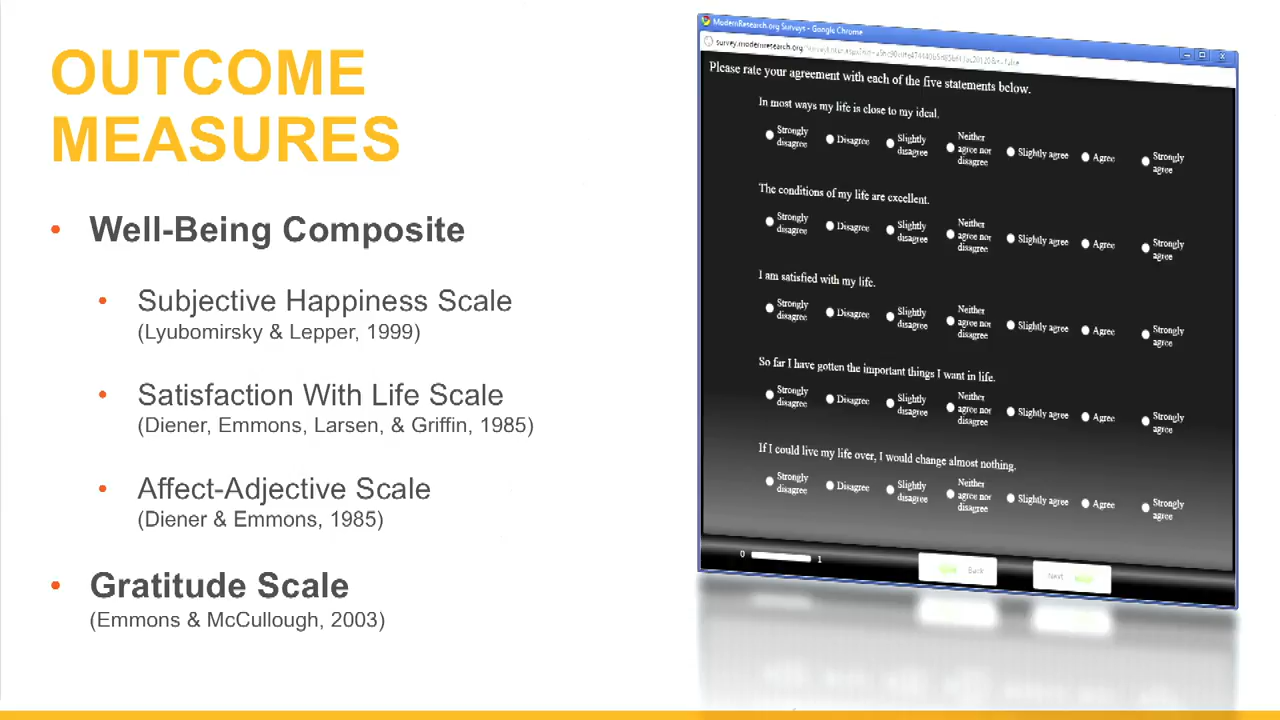 OUTCOME
MEASURES
• Well-Being Composite
• Subjective Happiness Scale
(Lyubomirsky & Lepper, 1999)
• Satisfaction With Life Scale
(Diener, Emmons, Larsen, & Griffin, 1985)
• Affect-Adjective Scale
(Diener & Emmons, 1985)
• Gratitude Scale
(Emmons & McCullough, 2003)
ModernResearch.org Surveys - Google Chrome
survey.modernresearch.org
Please rate your agreement with each of the five statements below.
In most ways my life is close to my ideal.
Strongly disagree Disagree Slightly disagree Neither agree nor disagree Slightly agree Agree Strongly agree
The conditions of my life are excellent.
Strongly disagree Disagree Slightly disagree Neither agree nor disagree Slightly agree Agree Strongly agree
I am satisfied with my life.
Strongly disagree Disagree Slightly disagree Neither agree nor disagree Slightly agree Agree Strongly agree
So far I have gotten the important things I want in life.
Strongly disagree Disagree Slightly disagree Neither agree nor disagree Slightly agree Agree Strongly agree
If I could live my life over, I would change almost nothing.
Strongly disagree Disagree Slightly disagree Neither agree nor disagree Slightly agree Agree Strongly agree
0 1 Back Next